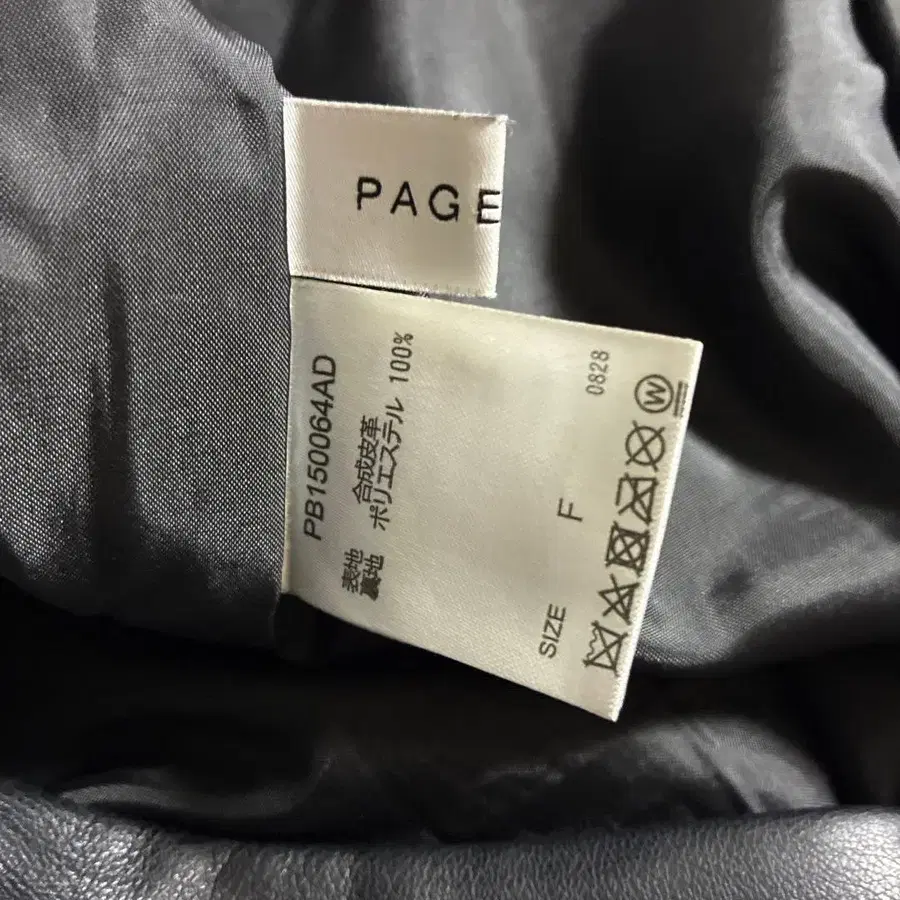 PAGE
PB150064AD
表地 合成皮革
裏地 ポリエステル 100%
SIZE F
0828
W